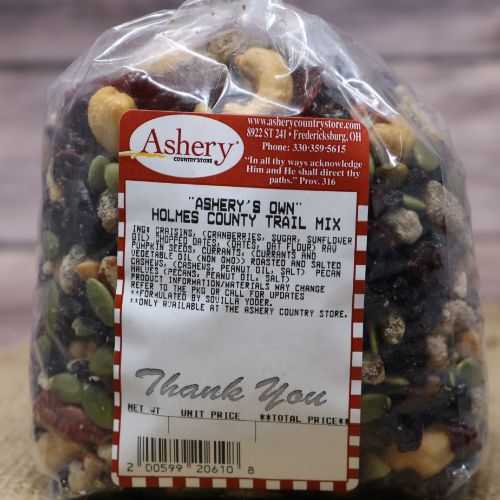 Ashery
COUNTRY STORE
www.asherycountrystore.com
8922 ST 241 • Fredericksburg, OH
Phone: 330-359-5615
"In all thy ways acknowledge
Him and He shall direct thy
paths." Prov. 316
"ASHERY'S OWN"
HOLMES COUNTY TRAIL MIX
ING: CRAISINS, (CRANBERRIES, SUGAR, SUNFLOWER
OIL) CHOPPED DATES, (DATES, OAT FLOUR) RAW
PUMPKIN SEEDS, CURRANTS, (CURRANTS AND
VEGETABLE OIL (NON GMO)) ROASTED AND SALTED
CASHEWS, (CASHEWS, PEANUT OIL, SALT) PECAN
HALVES (PECANS, PEANUT OIL, SALT)
PRODUCT INFORMATION/MATERIALS MAY CHANGE
REFER TO THE PKG OR CALL FOR UPDATES
**FORMULATED BY SOVILLA YODER.
**ONLY AVAILABLE AT THE ASHERY COUNTRY STORE.
Thank You
NET WT UNIT PRICE **TOTAL PRICE**
2 00599 20610 8